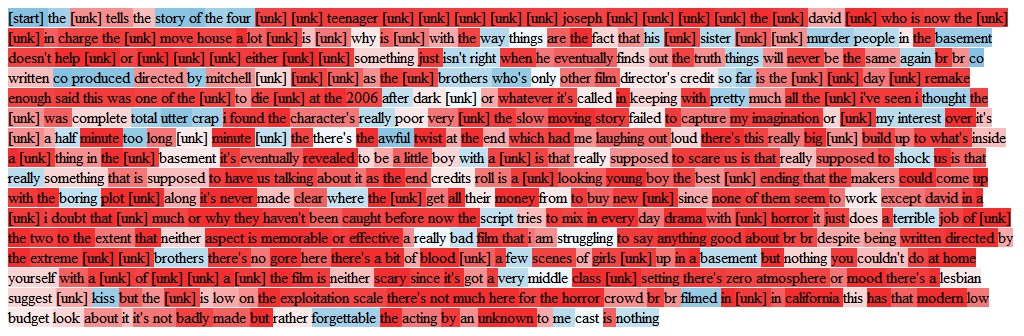 [start] the [unk] tells the story of the four [unk] [unk] teenager [unk] [unk] [unk] [unk] [unk] joseph [unk] [unk] [unk] [unk] the [unk] david [unk] who is now the [unk]
[unk] in charge the [unk] move house a lot [unk] is [unk] why is [unk] with the way things are the fact that his [unk] sister [unk] [unk] murder people in the basement
doesn't help [unk] or [unk] [unk] [unk] either [unk] [unk] something just isn't right when he eventually finds out the truth things will never be the same again br br co
written co produced directed by mitchell [unk] [unk] [unk] as the [unk] brothers who's only other film director's credit so far is the [unk] [unk] day [unk] remake
enough said this was one of the [unk] to die [unk] at the 2006 after dark [unk] or whatever it's called in keeping with pretty much all the [unk] i've seen i thought the
[unk] was complete total utter crap i found the character's really poor very [unk] the slow moving story failed to capture my imagination or [unk] my interest over it's
[unk] a half minute too long [unk] minute [unk] the there's the awful twist at the end which had me laughing out loud there's this really big [unk] build up to what's inside
a [unk] thing in the [unk] basement it's eventually revealed to be a little boy with a [unk] is that really supposed to scare us is that really supposed to shock us is that
really something that is supposed to have us talking about it as the end credits roll is a [unk] looking young boy the best [unk] ending that the makers could come up
with the boring plot [unk] along it's never made clear where the [unk] get all their money from to buy new [unk] since none of them seem to work except david in a
[unk] i doubt that [unk] much or why they haven't been caught before now the script tries to mix in every day drama with [unk] horror it just does a terrible job of [unk]
the two to the extent that neither aspect is memorable or effective a really bad film that i am struggling to say anything good about br br despite being written directed by
the extreme [unk] [unk] brothers there's no gore here there's a bit of blood [unk] a few scenes of girls [unk] up in a basement but nothing you couldn't do at home
yourself with a [unk] of [unk] [unk] a [unk] the film is neither scary since it's got a very middle class [unk] setting there's zero atmosphere or mood there's a lesbian
suggest [unk] kiss but the [unk] is low on the exploitation scale there's not much here for the horror crowd br br filmed in [unk] in california this has that modern low
budget look about it it's not badly made but rather forgettable the acting by an unknown to me cast is nothing